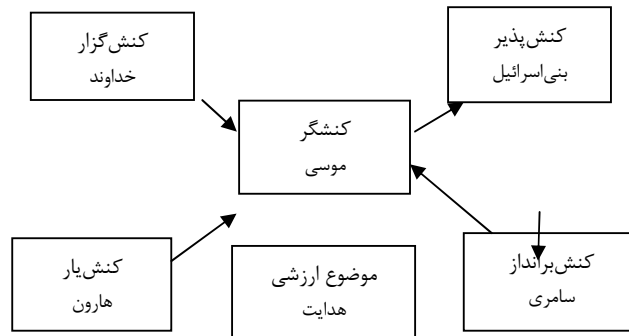 کنش‌پذیر
بنی‌اسرائیل
کنش‌گزار
خداوند
کنشگر
موسی
کنش‌برانداز
سامری
موضوع ارزشی
هدایت
کنش‌یار
هارون